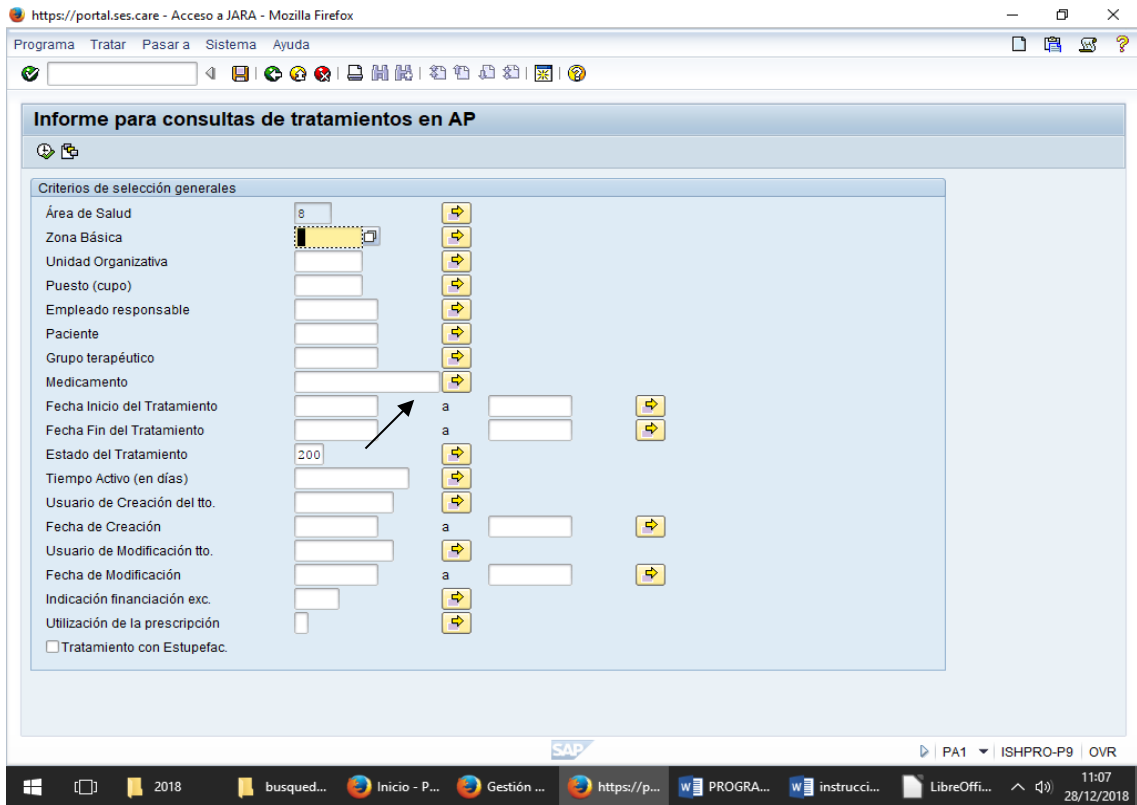 https://portal.ses.care - Acceso a JARA - Mozilla Firefox
Programa Tratar Pasar a Sistema Ayuda
Informe para consultas de tratamientos en AP
Criterios de selección generales
Área de Salud 8
Zona Básica
Unidad Organizativa
Puesto (cupo)
Empleado responsable
Paciente
Grupo terapéutico
Medicamento
Fecha Inicio del Tratamiento a
Fecha Fin del Tratamiento a
Estado del Tratamiento 200
Tiempo Activo (en días)
Usuario de Creación del tto.
Fecha de Creación a
Usuario de Modificación tto.
Fecha de Modificación a
Indicación financiación exc.
Utilización de la prescripción
Tratamiento con Estupefac.
SAP PA1 ISHPRO-P9 OVR
2018 busqued... Inicio - P... Gestión ... https://p... PROGRA... instrucci... LibreOffi... 11:07
28/12/2018